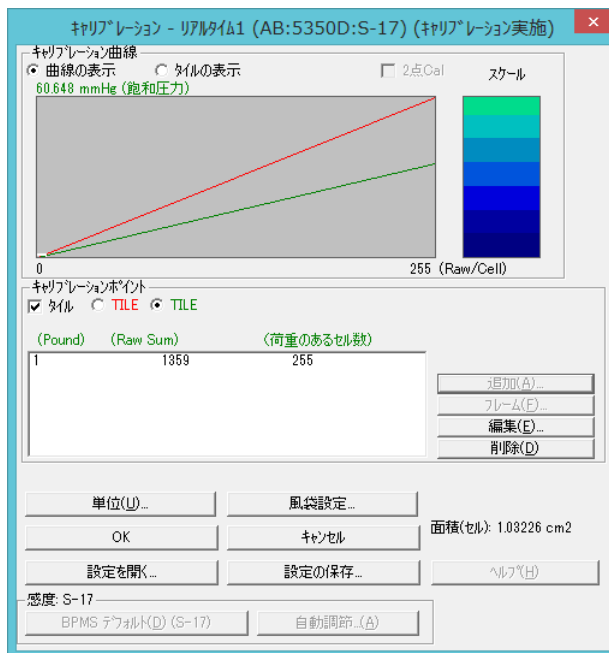 ｷｬﾘﾌﾞﾚｰｼｮﾝ - ﾘｱﾙﾀｲﾑ1 (AB:5350D:S-17) (ｷｬﾘﾌﾞﾚｰｼｮﾝ実施)
ｷｬﾘﾌﾞﾚｰｼｮﾝ曲線
曲線の表示 ﾀｲﾙの表示 2点Cal スケール
60.648 mmHg (飽和圧力)
0 255 (Raw/Cell)
ｷｬﾘﾌﾞﾚｰｼｮﾝﾎﾟｲﾝﾄ
ﾀｲﾙ TILE TILE
(Pound) (Raw Sum) (荷重のあるセル数)
1 1359 255
追加(A)...
フレーム(F)...
編集(E)...
削除(D)
単位(U)... 風袋設定...
OK ｷｬﾝｾﾙ 面積(セル): 1.03226 cm2
設定を開く... 設定の保存... ﾍﾙﾌﾟ(H)
感度: S-17
BPMS ﾃﾞﾌｫﾙﾄ(D) (S-17) 自動調節...(A)